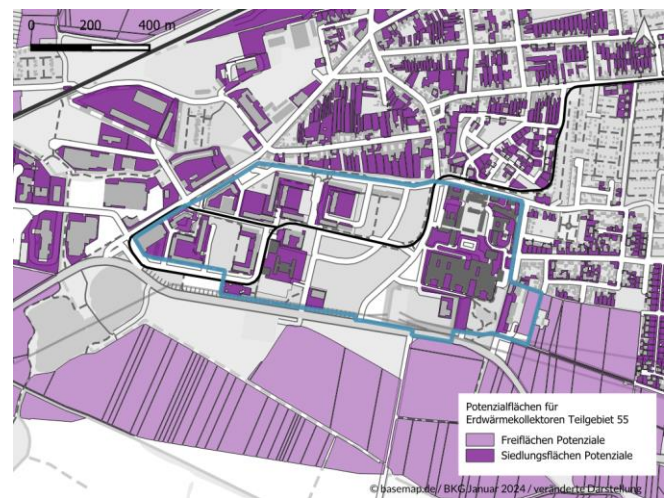 0 200 400 m
Potenzialflächen für
Erdwärmekollektoren Teilgebiet 55
Freiflächen Potenziale
Siedlungsflächen Potenziale
© basemap.de / BKG Januar 2024 / veränderte Darstellung